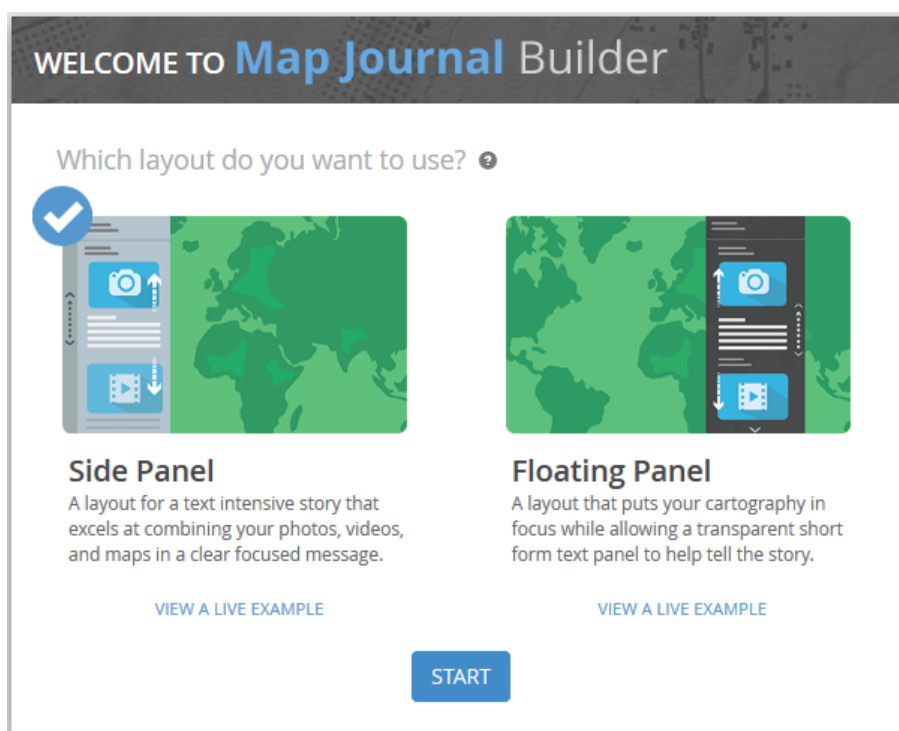 WELCOME TO Map Journal Builder
Which layout do you want to use? ?
Side Panel
A layout for a text intensive story that
excels at combining your photos, videos,
and maps in a clear focused message.
VIEW A LIVE EXAMPLE
Floating Panel
A layout that puts your cartography in
focus while allowing a transparent short
form text panel to help tell the story.
VIEW A LIVE EXAMPLE
START